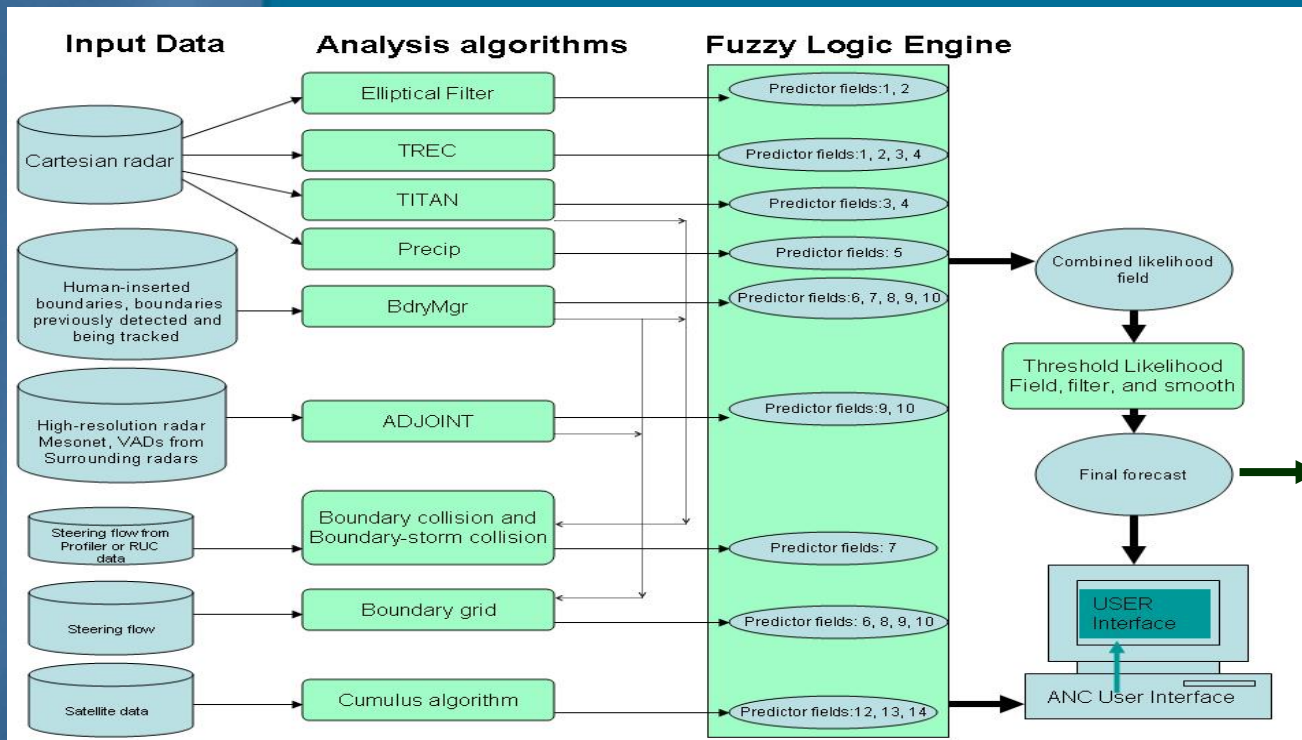 Input Data
Analysis algorithms
Fuzzy Logic Engine
Cartesian radar
Human-inserted
boundaries, boundaries
previously detected and
being tracked
High-resolution radar
Mesonet, VADs from
Surrounding radars
Steering flow from
Profiler or RUC
data
Steering flow
Satellite data
Elliptical Filter
TREC
TITAN
Precip
BdryMgr
ADJOINT
Boundary collision and
Boundary-storm collision
Boundary grid
Cumulus algorithm
Predictor fields:1, 2
Predictor fields:1, 2, 3, 4
Predictor fields:3, 4
Predictor fields: 5
Predictor fields:6, 7, 8, 9, 10
Predictor fields:9, 10
Predictor fields: 7
Predictor fields: 6, 8, 9, 10
Predictor fields:12, 13, 14
Combined likelihood
field
Threshold Likelihood
Field, filter, and smooth
Final forecast
USER
Interface
ANC User Interface